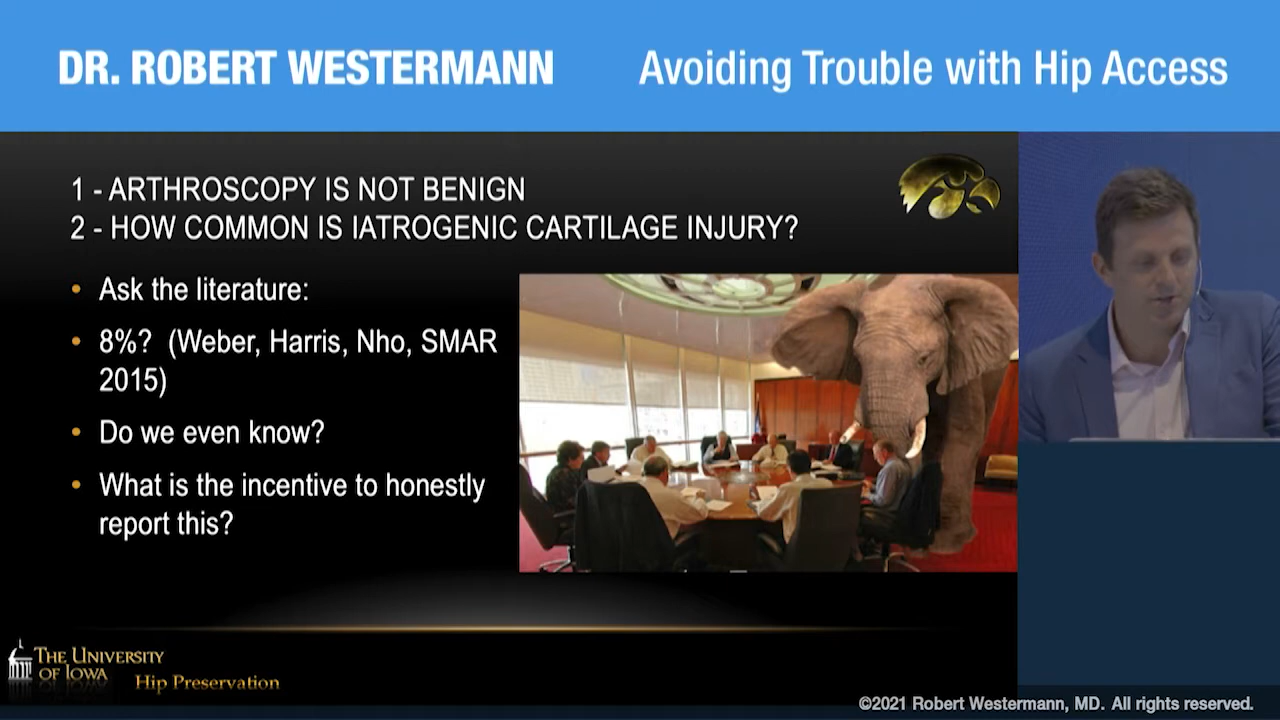 DR. ROBERT WESTERMANN
Avoiding Trouble with Hip Access
1 - ARTHROSCOPY IS NOT BENIGN
2 - HOW COMMON IS IATROGENIC CARTILAGE INJURY?
• Ask the literature:
• 8%? (Weber, Harris, Nho, SMAR
2015)
• Do we even know?
• What is the incentive to honestly
report this?
THE UNIVERSITY
OF IOWA
Hip Preservation
©2021 Robert Westermann, MD. All rights reserved.